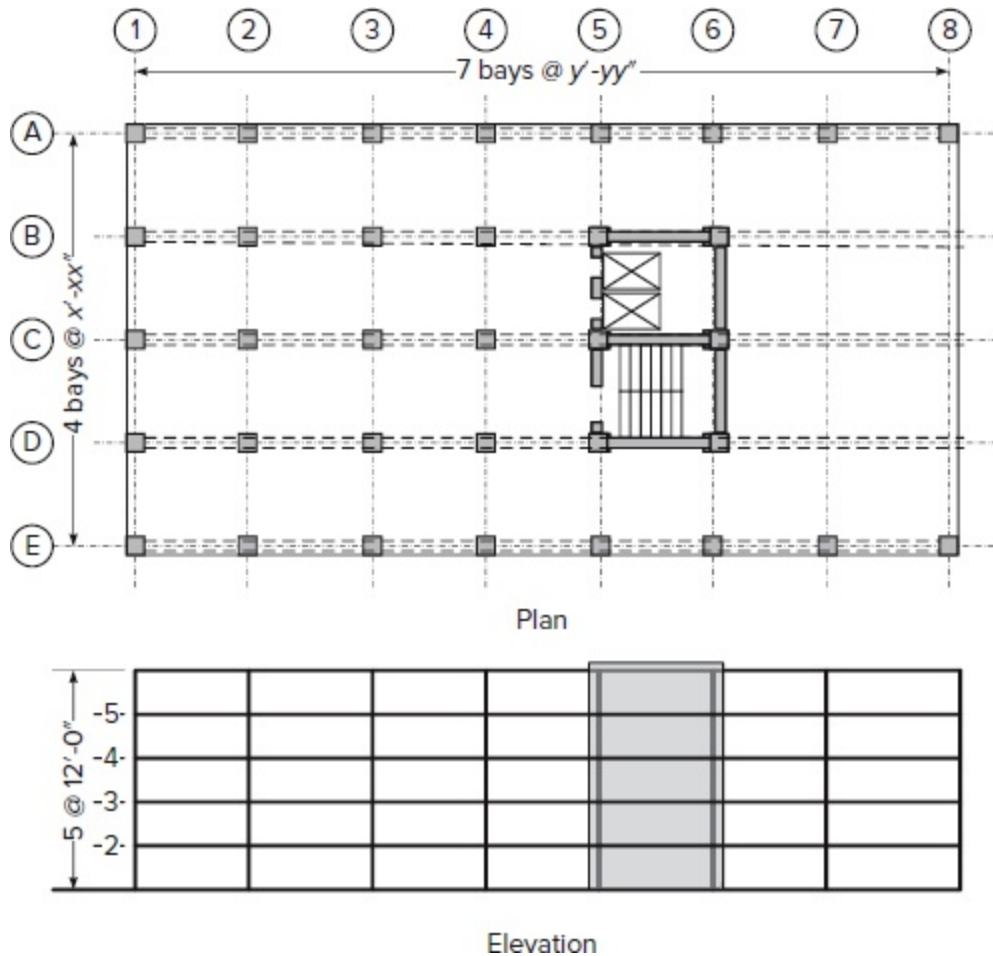 1 2 3 4 5 6 7 8
7 bays @ y′-yy″
A
B
C
D
E
4 bays @ x′-xx″
Plan
5 @ 12′-0″
-5-
-4-
-3-
-2-
Elevation